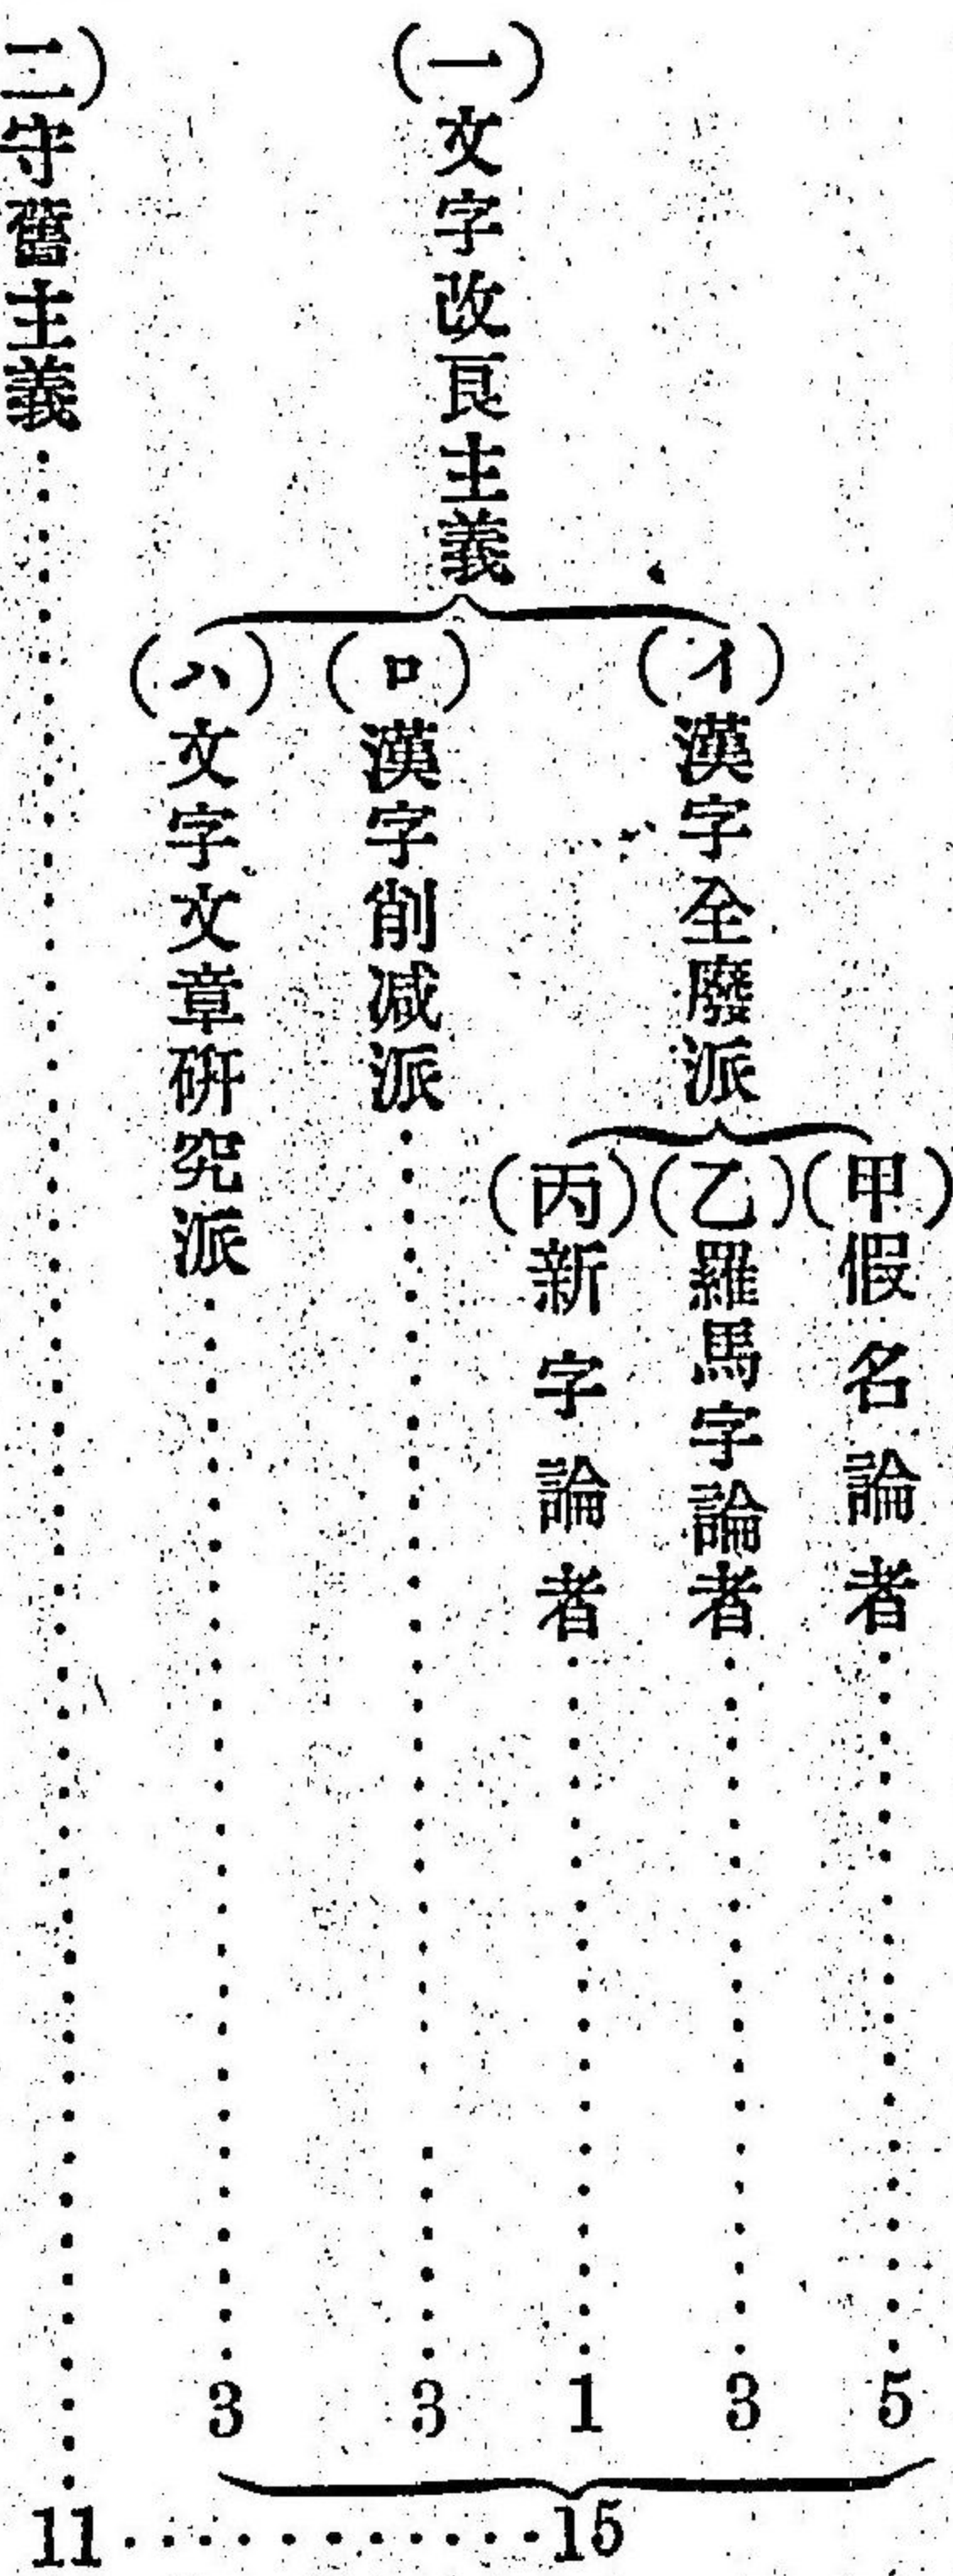 (一)文字改良主義
(イ)漢字全廢派
(甲)假名論者…………5
(乙)羅馬字論者…………3
(丙)新字論者…………1
(ロ)漢字削减派…………3
(ハ)文字文章硏究派…………3
15
二)守舊主義…………11